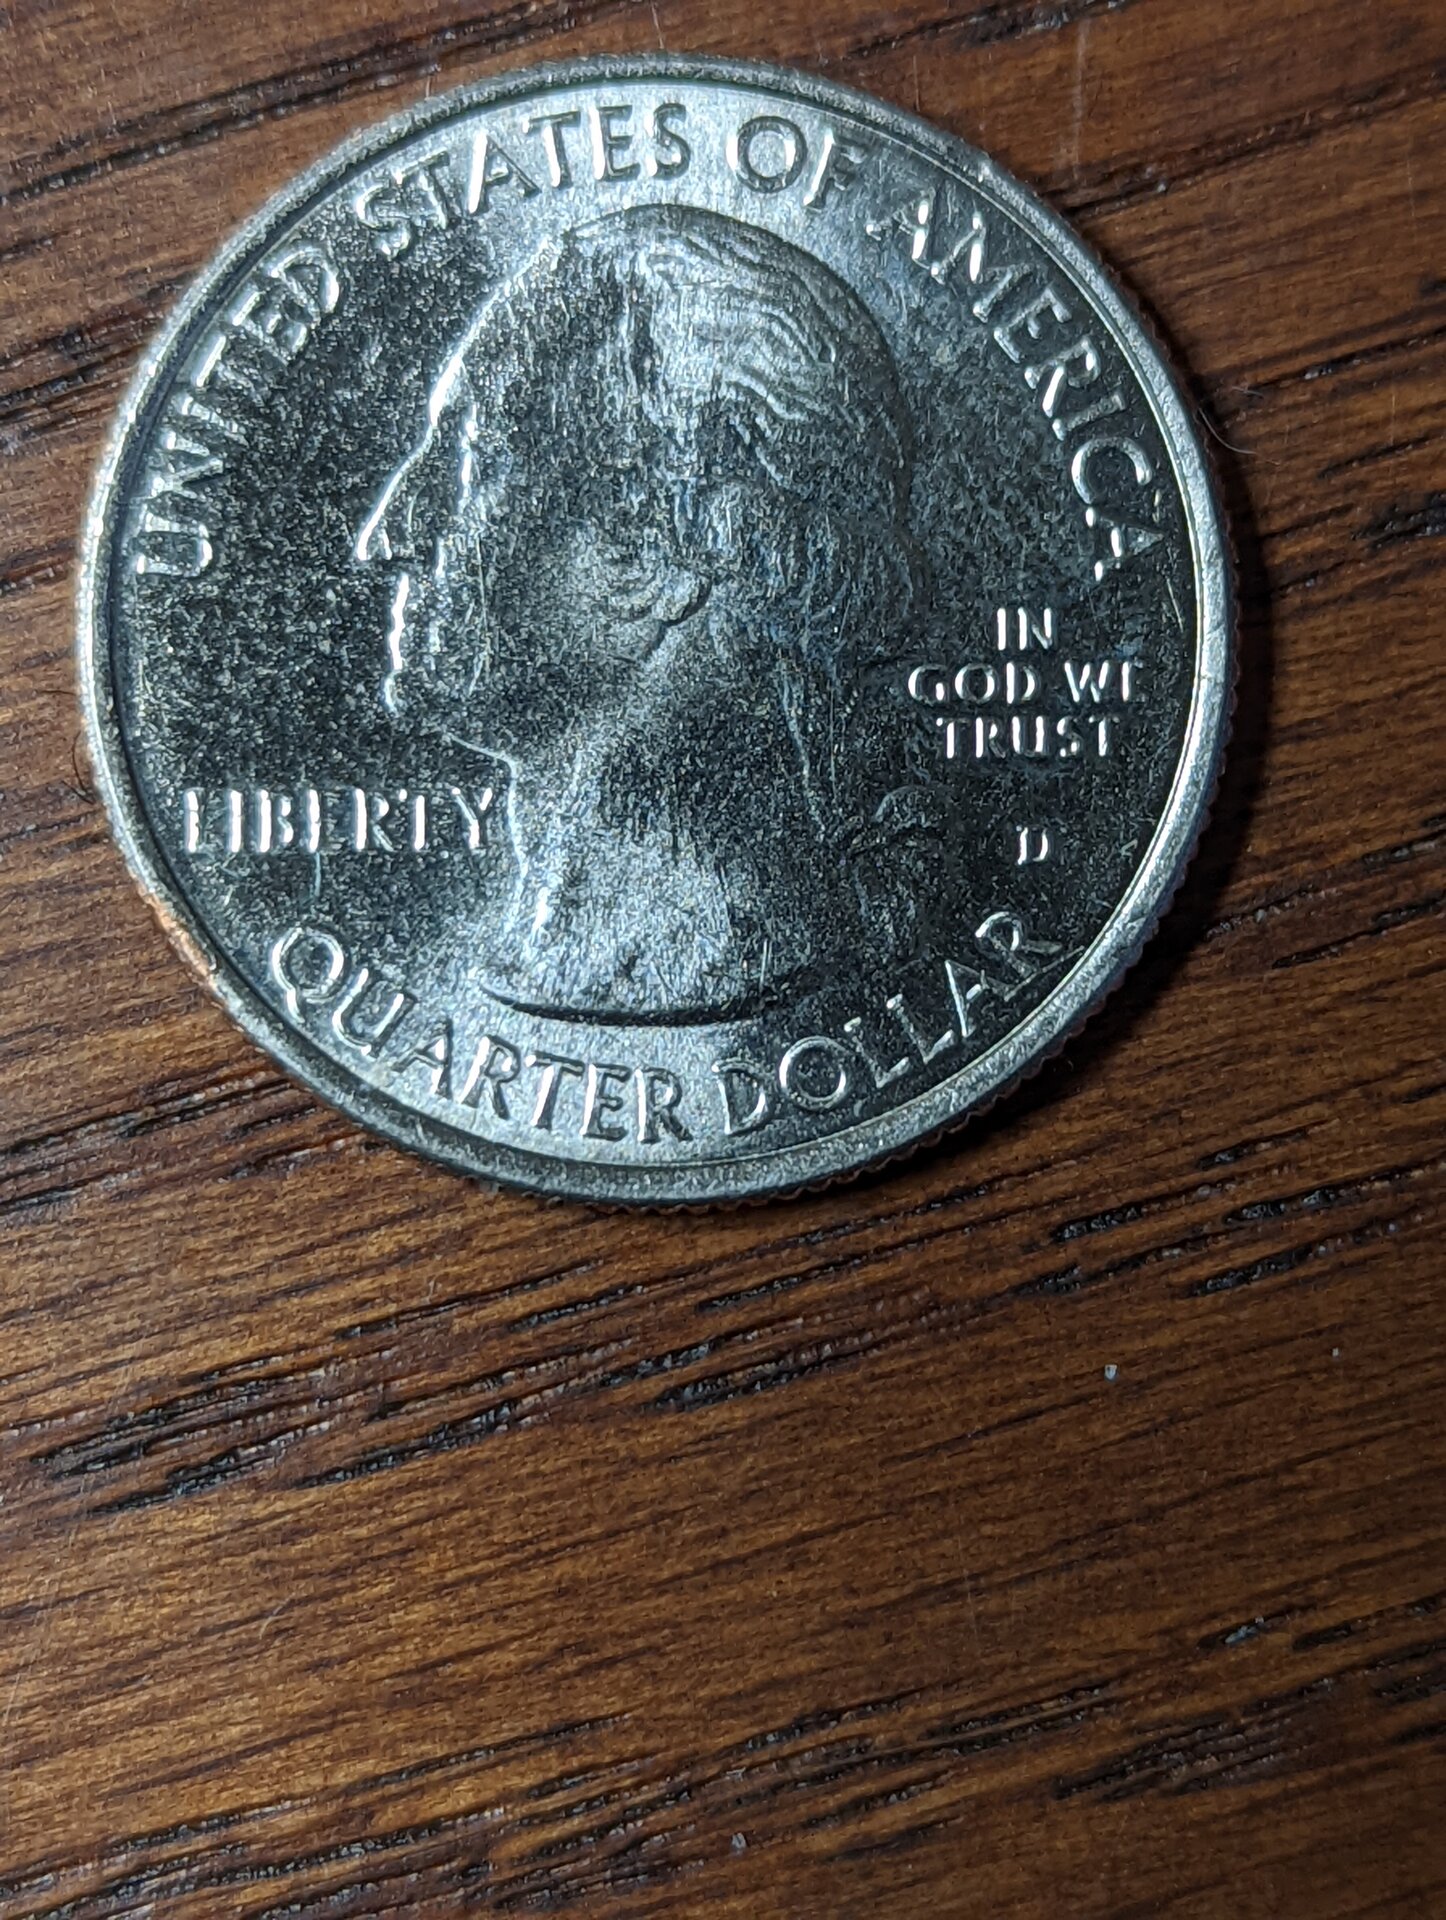 UNITED STATES OF AMERICA
IN
GOD WE
TRUST
LIBERTY
D
QUARTER DOLLAR